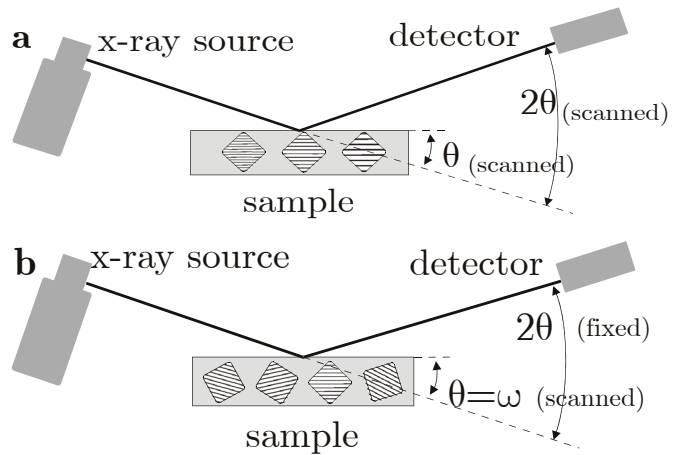 a
x-ray source
detector
2θ (scanned)
θ (scanned)
sample
b
x-ray source
detector
2θ (fixed)
θ=ω (scanned)
sample